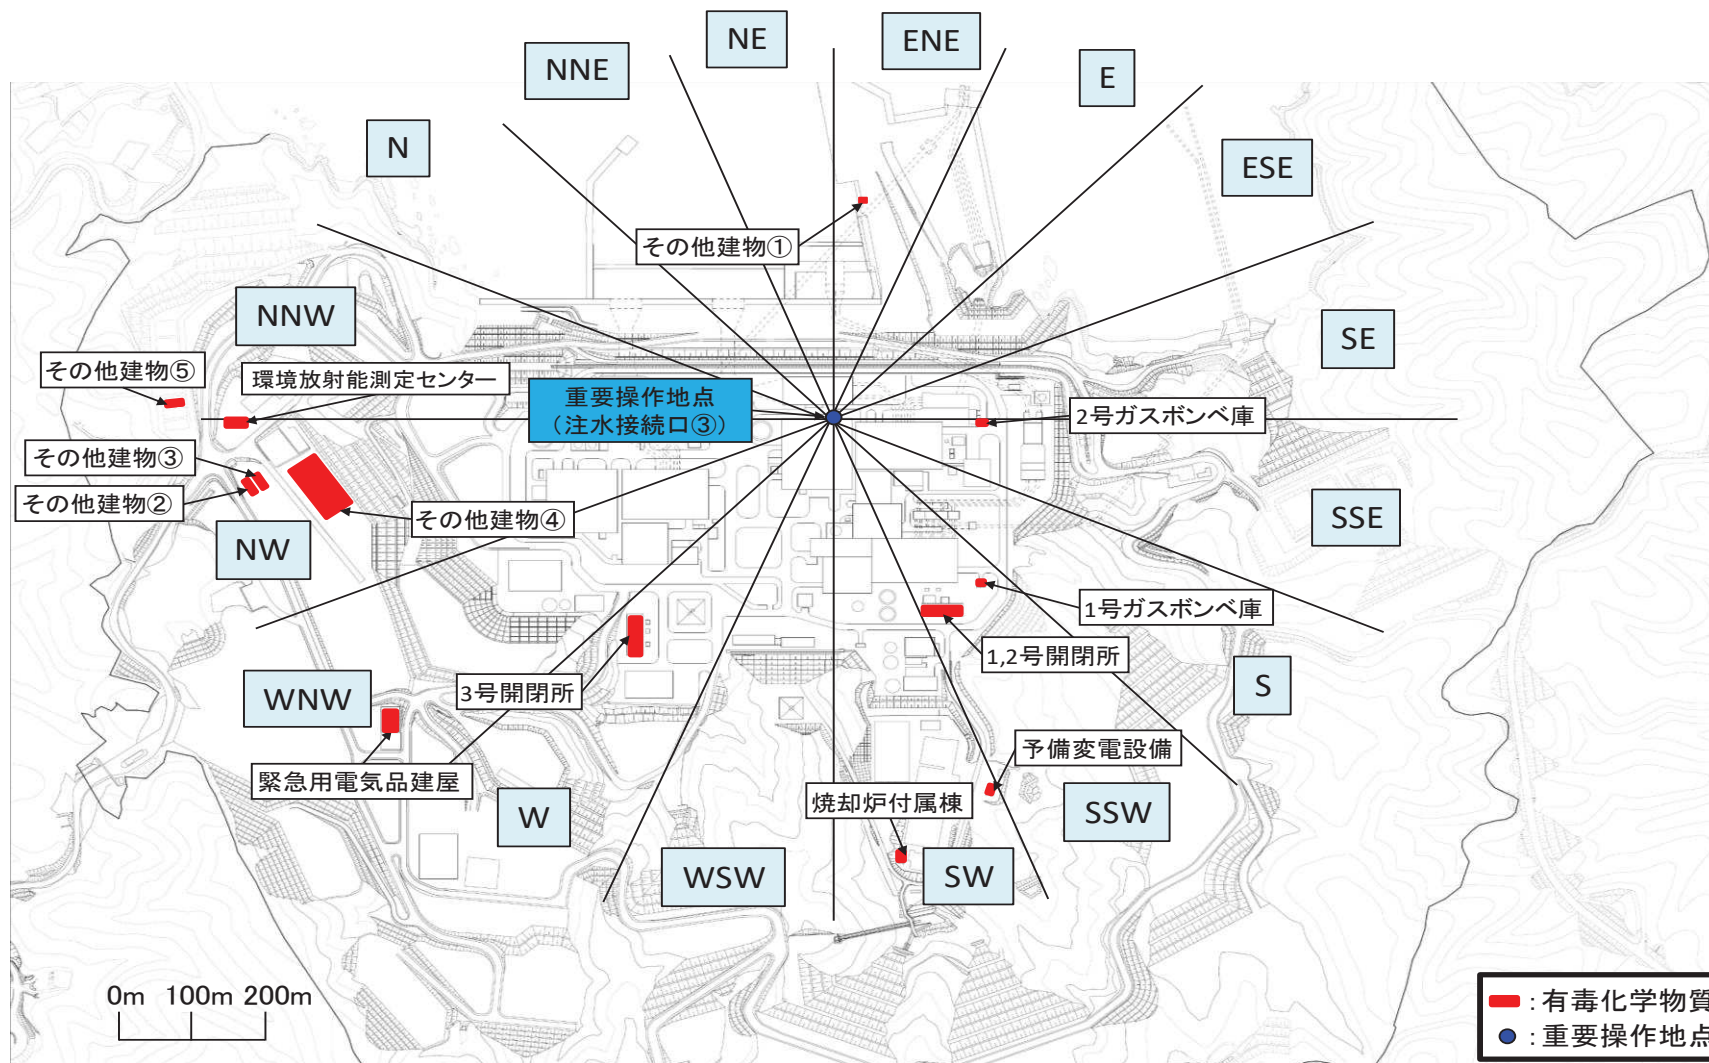 NE
ENE
NNE
E
N
ESE
その他建物①
NNW
SE
その他建物⑤
環境放射能測定センター
重要操作地点
（注水接続口③）
2号ガスボンベ庫
その他建物③
その他建物②
その他建物④
SSE
NW
1号ガスボンベ庫
1,2号開閉所
WNW
3号開閉所
S
予備変電設備
緊急用電気品建屋
焼却炉付属棟
W
SSW
WSW
SW
0m 100m 200m
：有毒化学物質
：重要操作地点